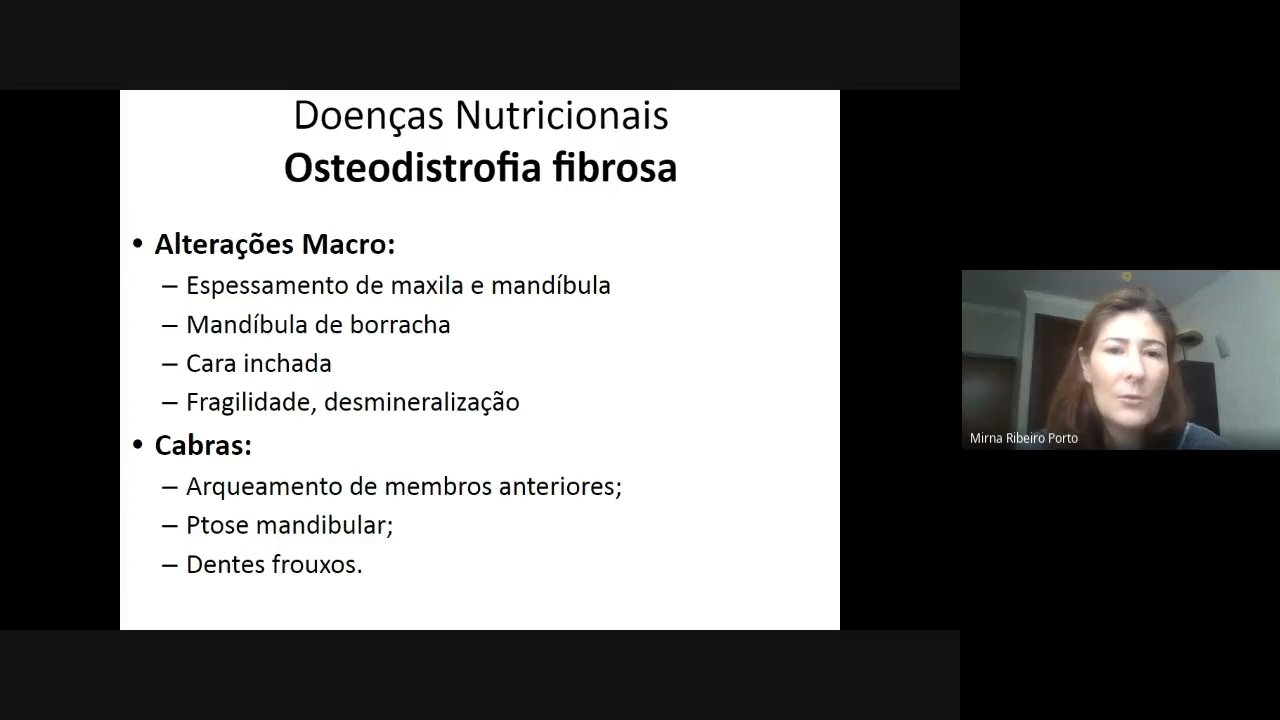 Doenças Nutricionais
Osteodistrofia fibrosa
• Alterações Macro:
– Espessamento de maxila e mandíbula
– Mandíbula de borracha
– Cara inchada
– Fragilidade, desmineralização
• Cabras:
– Arqueamento de membros anteriores;
– Ptose mandibular;
– Dentes frouxos.
Mirna Ribeiro Porto